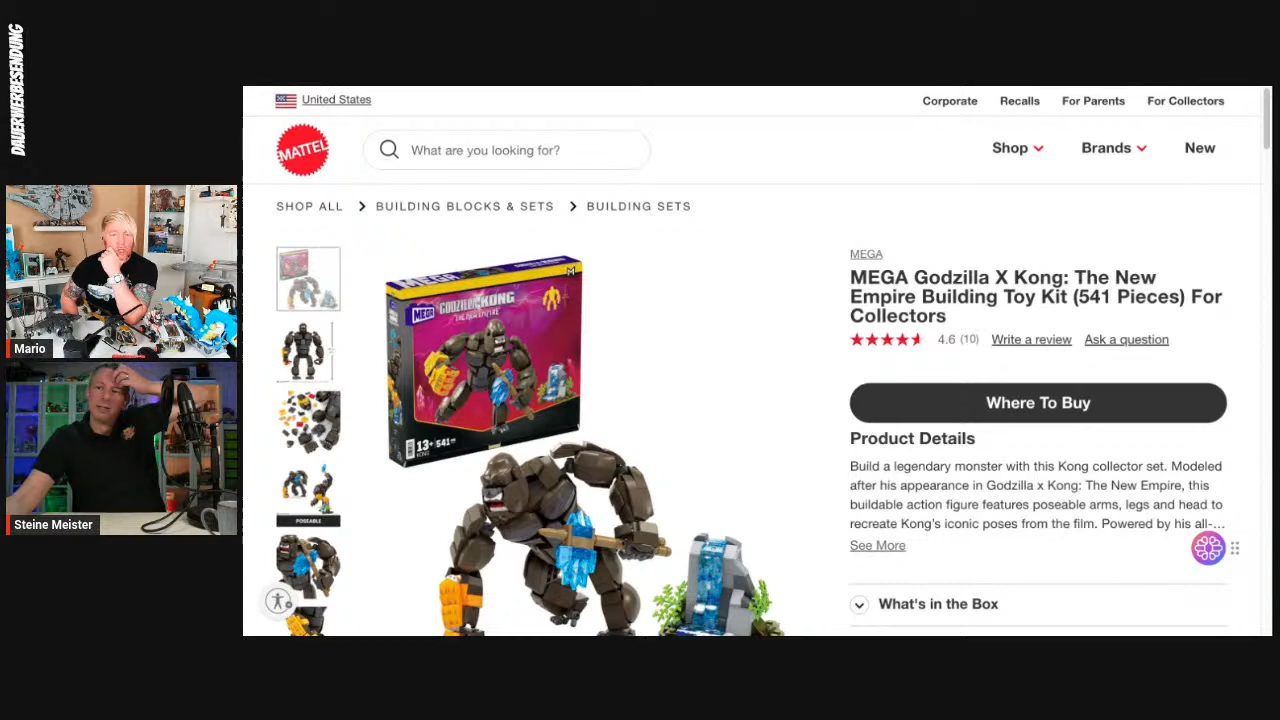 DAUERWERBESENDUNG
United States
Corporate
Recalls
For Parents
For Collectors
MATTEL
What are you looking for?
Shop
Brands
New
SHOP ALL
BUILDING BLOCKS & SETS
BUILDING SETS
MEGA
MEGA Godzilla X Kong: The New
Empire Building Toy Kit (541 Pieces) For
Collectors
4.6 (10)
Write a review
Ask a question
Where To Buy
Product Details
Build a legendary monster with this Kong collector set. Modeled
after his appearance in Godzilla x Kong: The New Empire, this
buildable action figure features poseable arms, legs and head to
recreate Kong's iconic poses from the film. Powered by his all-...
See More
What's in the Box
MEGA
M
MEGA
GODZILLA X KONG
THE NEW EMPIRE
13+
541
KONG
POSEABLE
Mario
Steine Meister